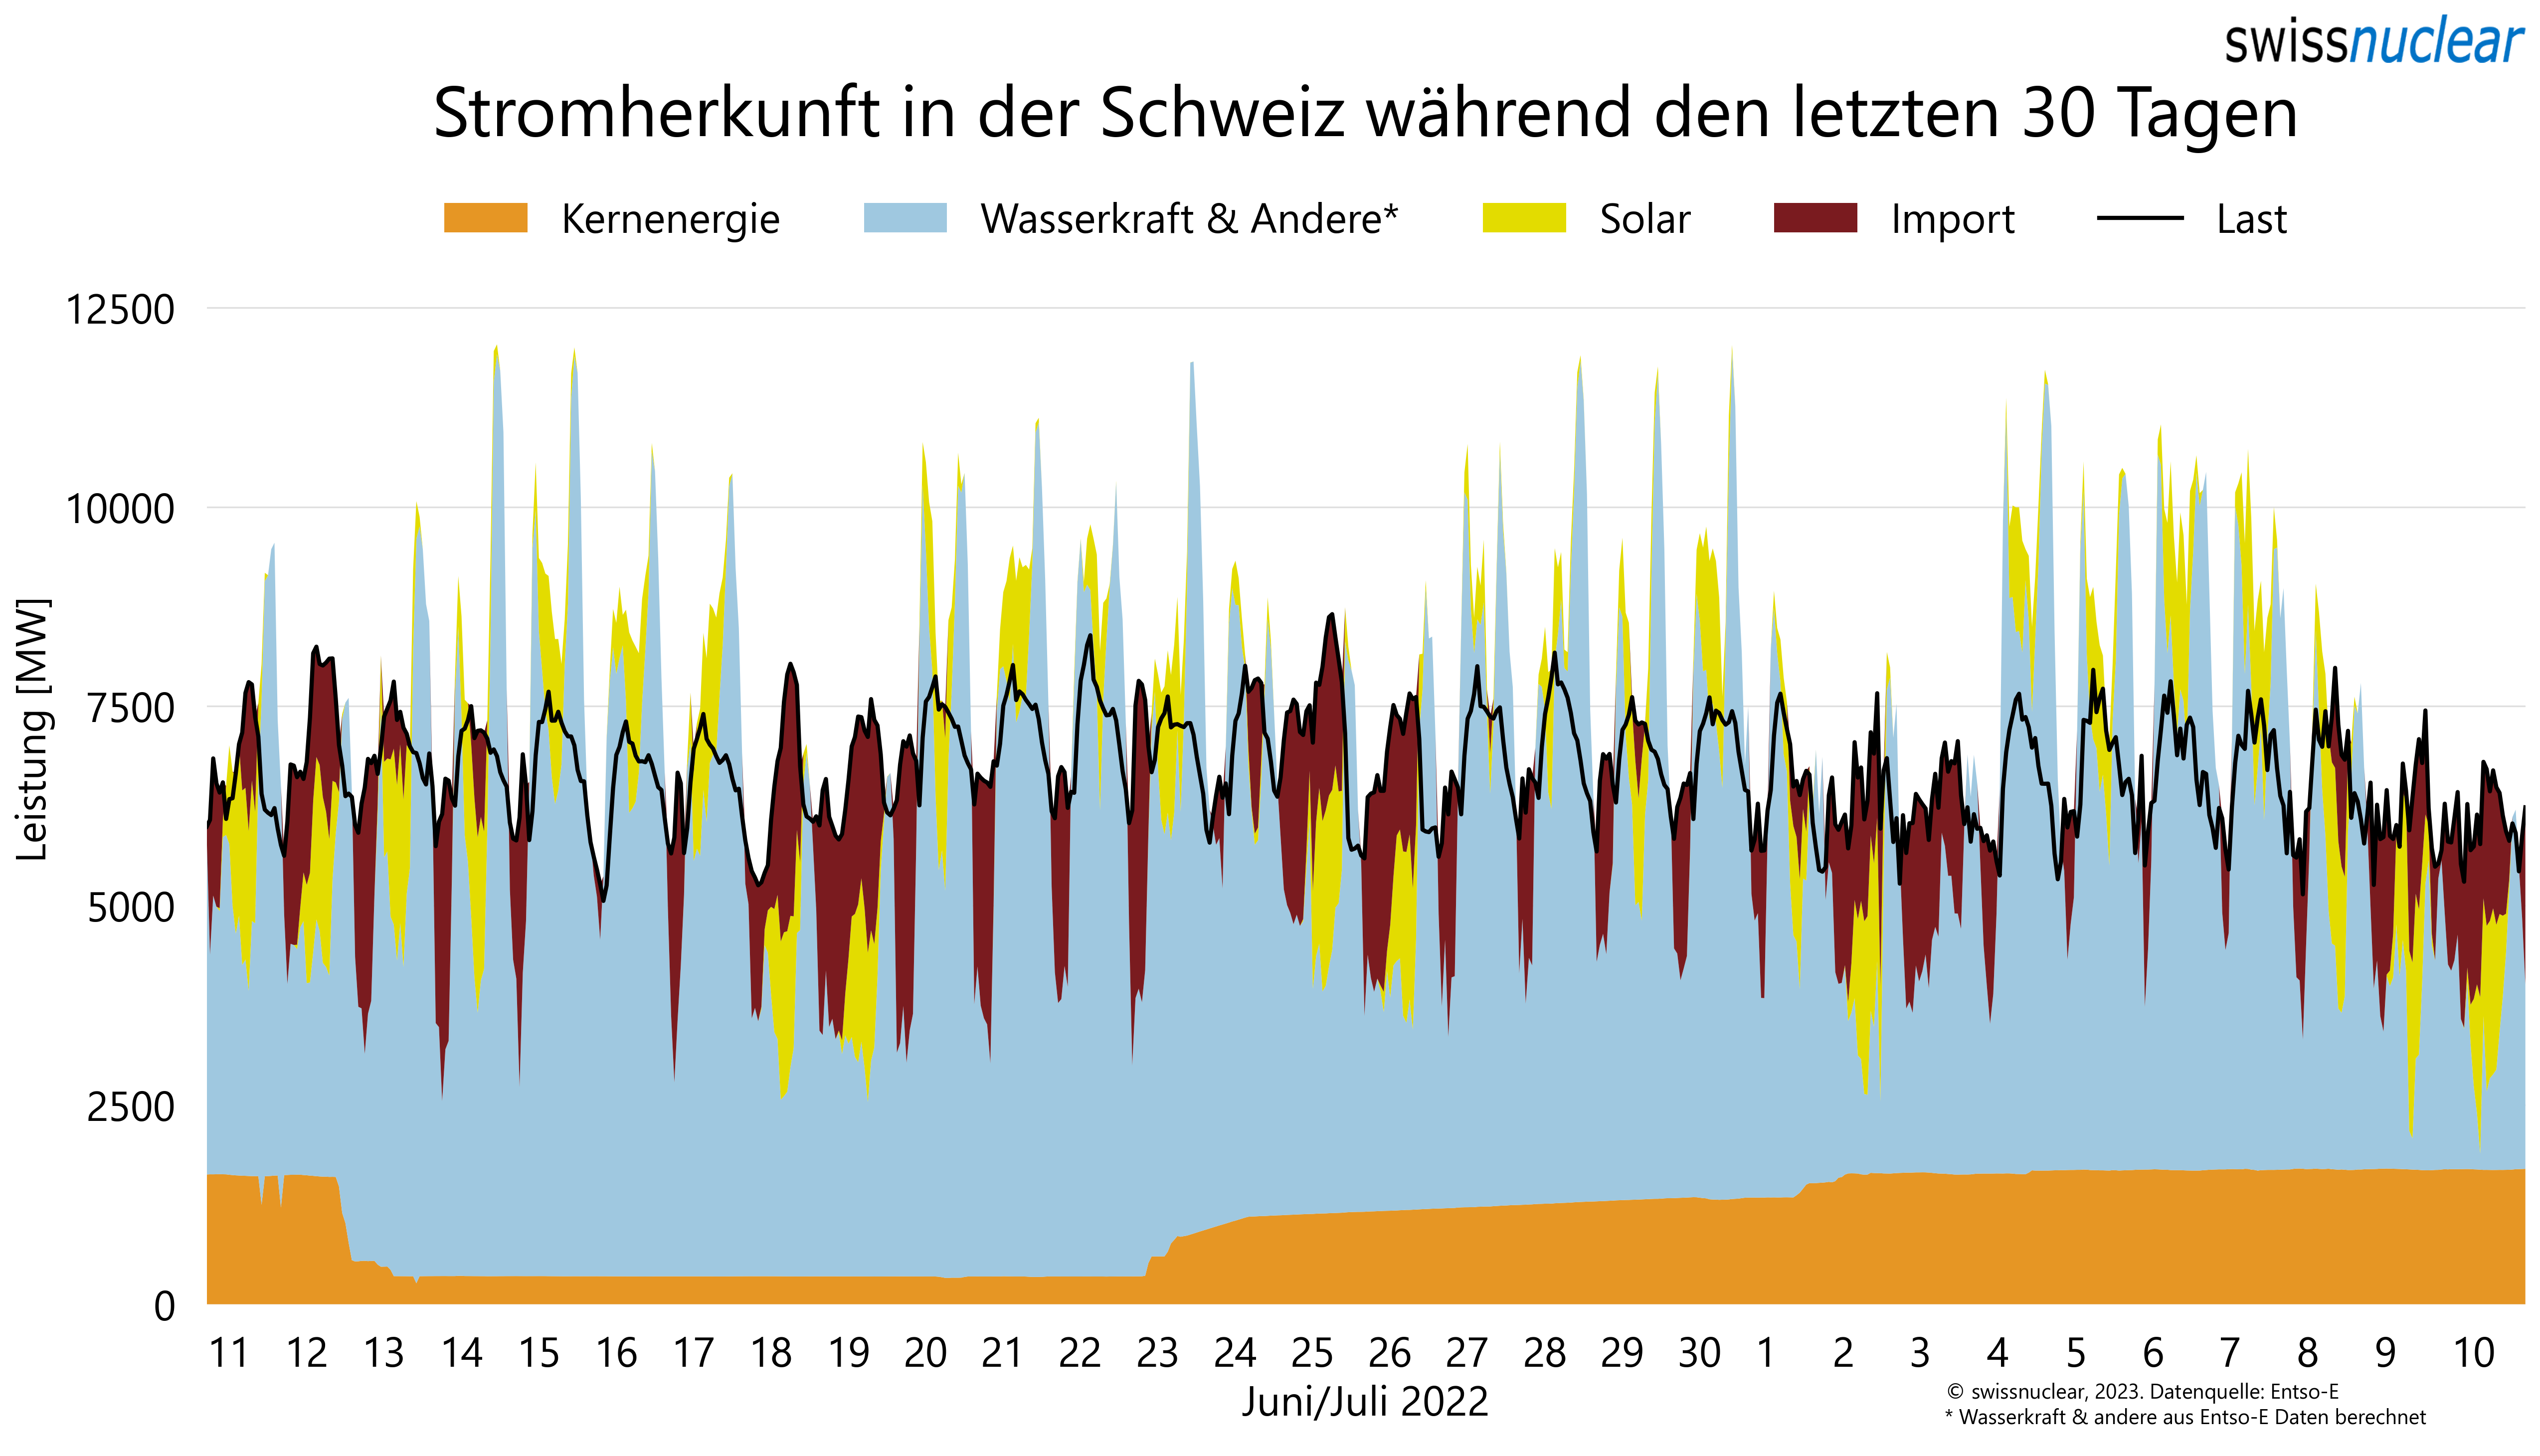 swissnuclear
Stromherkunft in der Schweiz während den letzten 30 Tagen
Kernenergie Wasserkraft & Andere* Solar Import Last
Leistung [MW]
12500
10000
7500
5000
2500
0
11 12 13 14 15 16 17 18 19 20 21 22 23 24 25 26 27 28 29 30 1 2 3 4 5 6 7 8 9 10
Juni/Juli 2022
© swissnuclear, 2023. Datenquelle: Entso-E
* Wasserkraft & andere aus Entso-E Daten berechnet